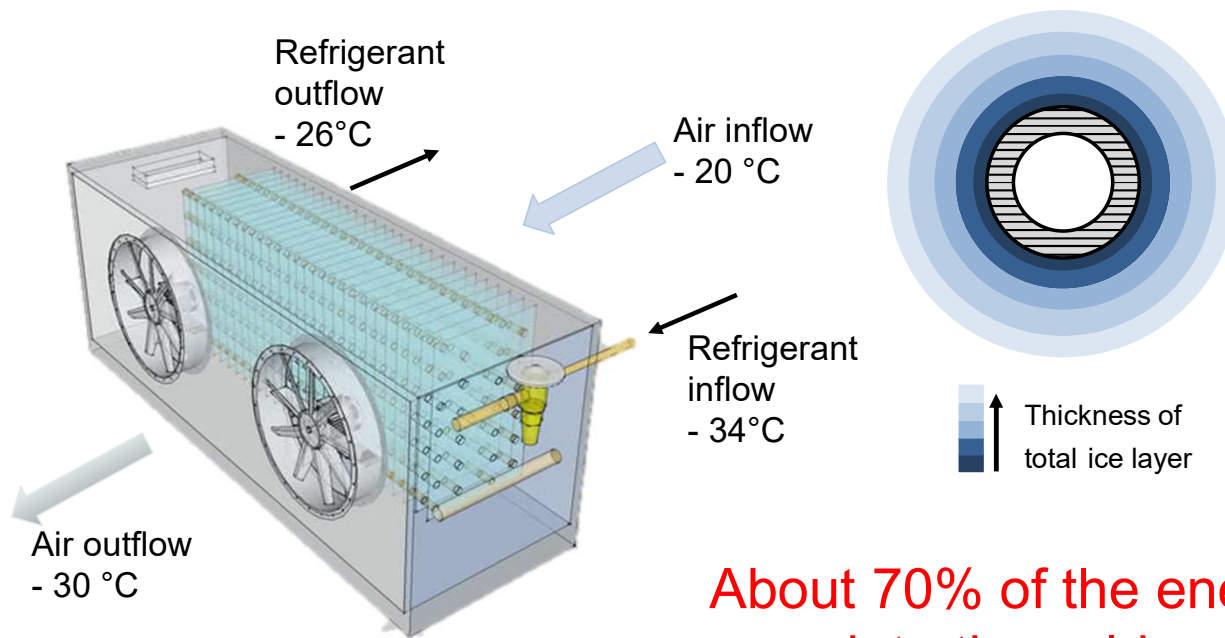 Refrigerant
outflow
- 26°C
Air inflow
- 20 °C
Refrigerant
inflow
- 34°C
Air outflow
- 30 °C
Thickness of
total ice layer
About 70% of the